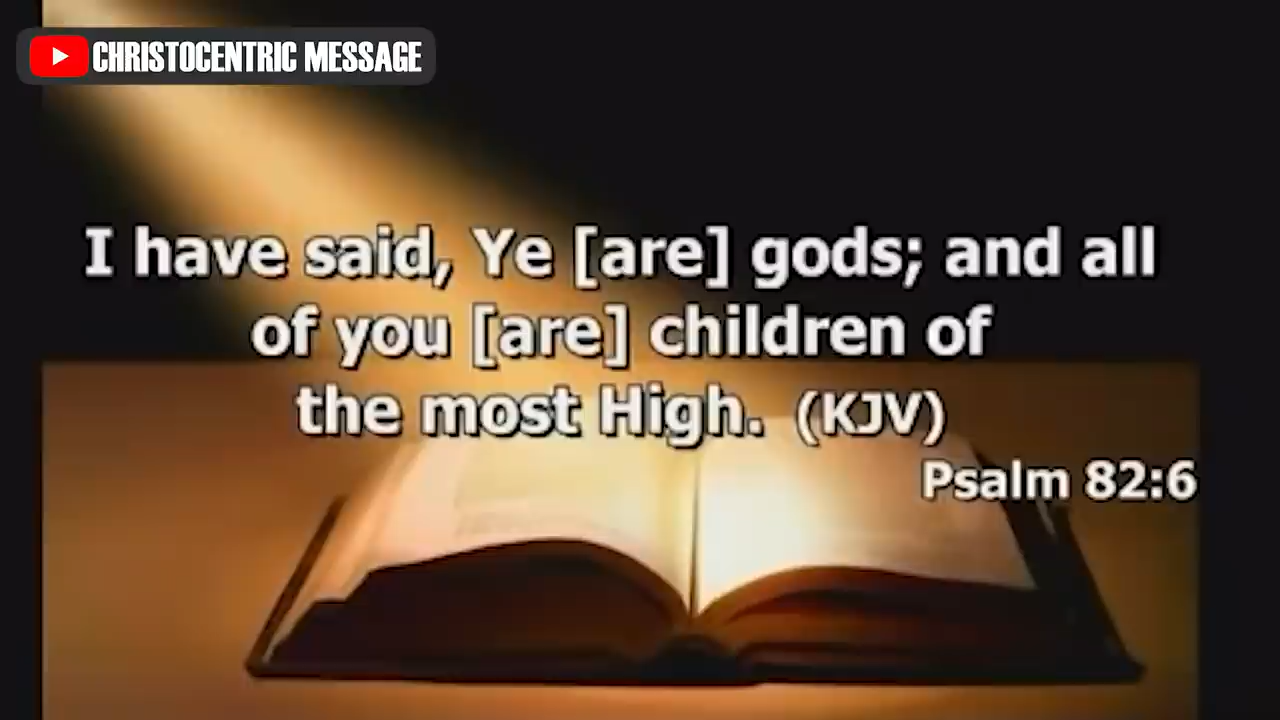 CHRISTOCENTRIC MESSAGE
I have said, Ye [are] gods; and all
of you [are] children of
the most High. (KJV)
Psalm 82:6